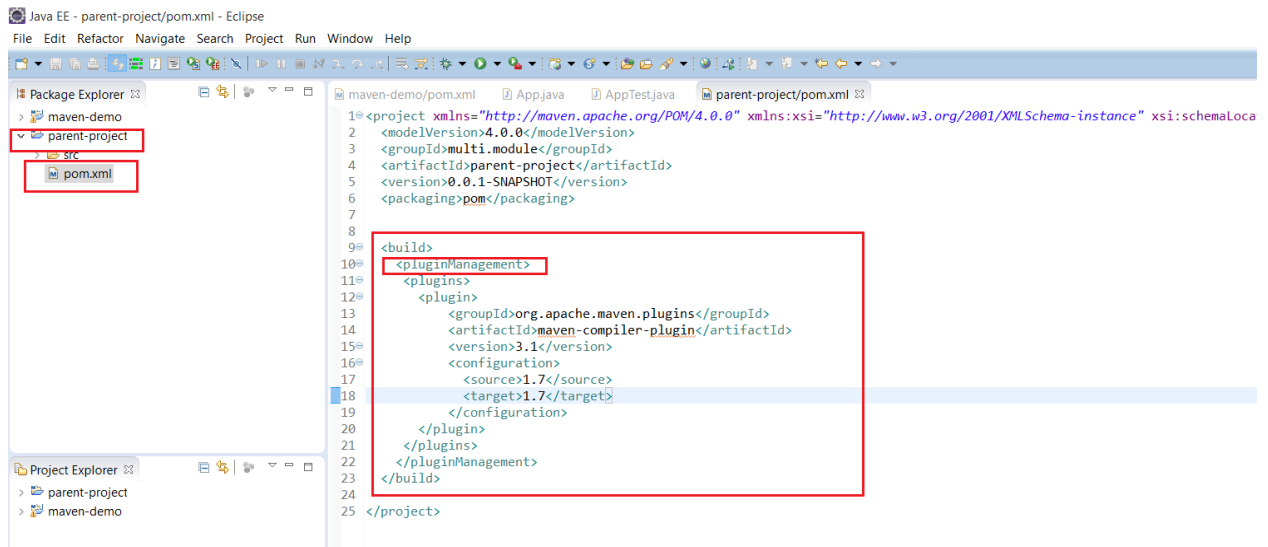 Java EE - parent-project/pom.xml - Eclipse
File Edit Refactor Navigate Search Project Run Window Help
Package Explorer
maven-demo
parent-project
src
pom.xml
Project Explorer
parent-project
maven-demo
maven-demo/pom.xml App.java AppTest.java parent-project/pom.xml
1 <project xmlns="http://maven.apache.org/POM/4.0.0" xmlns:xsi="http://www.w3.org/2001/XMLSchema-instance" xsi:schemaLoca
2 <modelVersion>4.0.0</modelVersion>
3 <groupId>multi.module</groupId>
4 <artifactId>parent-project</artifactId>
5 <version>0.0.1-SNAPSHOT</version>
6 <packaging>pom</packaging>
7
8
9 <build>
10 <pluginManagement>
11 <plugins>
12 <plugin>
13 <groupId>org.apache.maven.plugins</groupId>
14 <artifactId>maven-compiler-plugin</artifactId>
15 <version>3.1</version>
16 <configuration>
17 <source>1.7</source>
18 <target>1.7</target>
19 </configuration>
20 </plugin>
21 </plugins>
22 </pluginManagement>
23 </build>
24
25 </project>